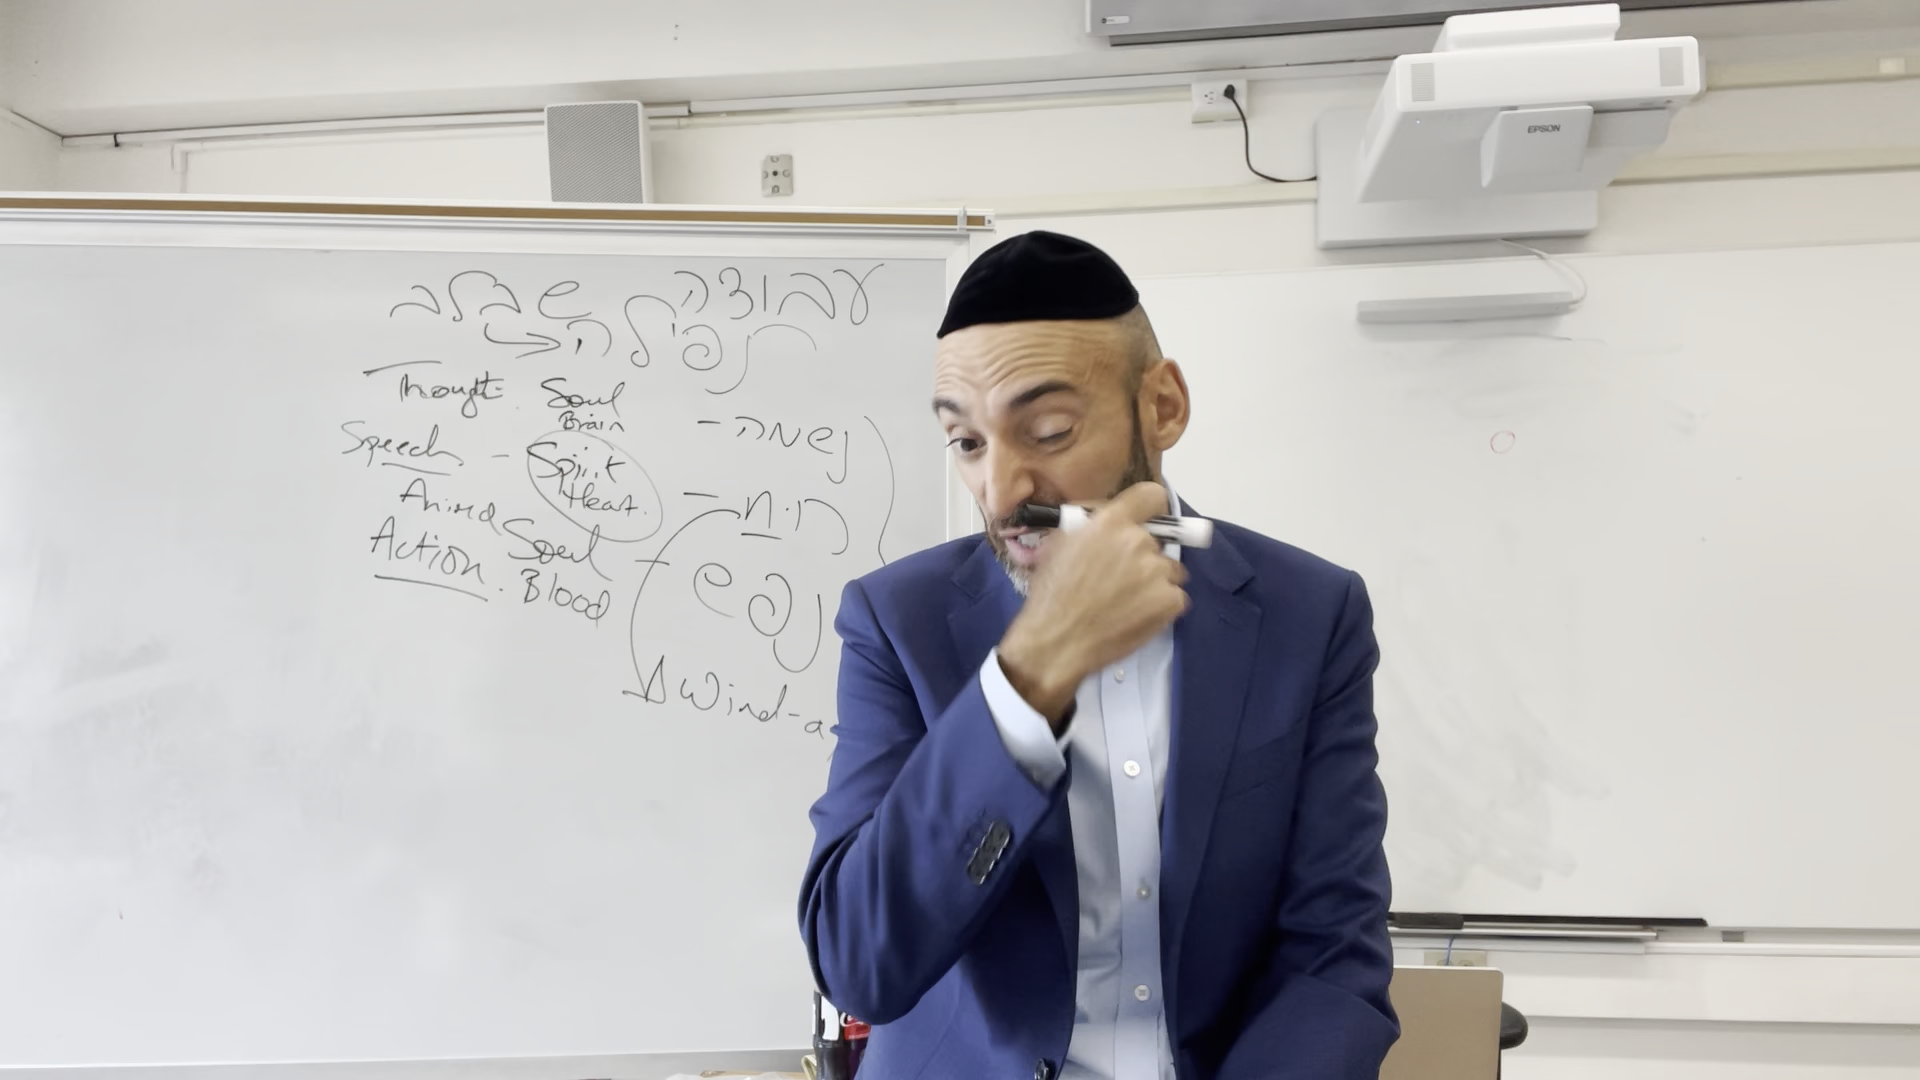 עבודה שבלב
תפילה
Thought - Soul Brain - נשמה
Speech - Spirit Heart. - רוח
Animal Soul - נפש
Action. Blood
Wind-a
EPSON